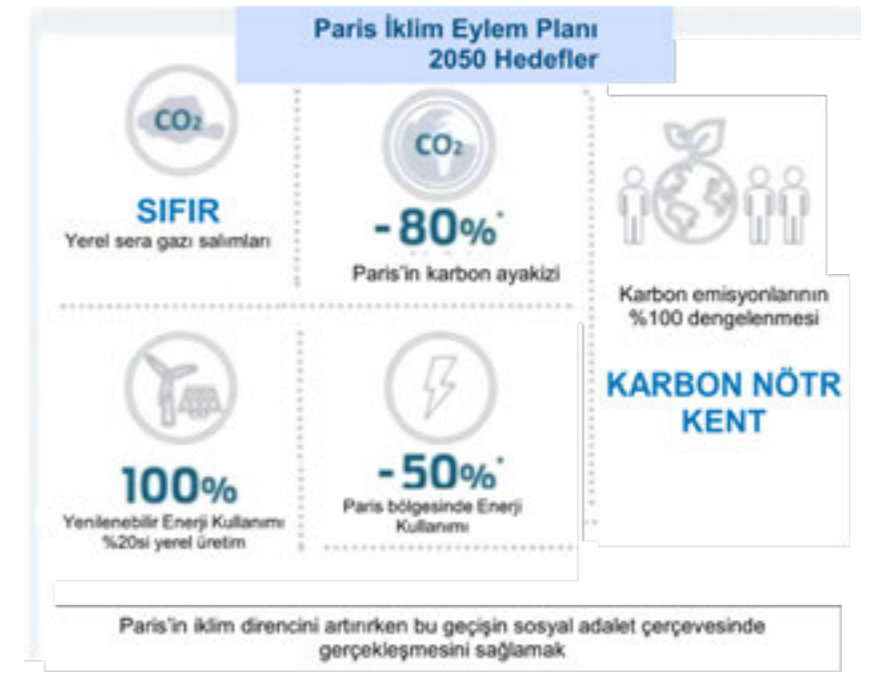 Paris İklim Eylem Planı
2050 Hedefler
CO₂
SIFIR
Yerel sera gazı salımları
CO₂
-80%*
Paris'in karbon ayakizi
100%
Yenilenebilir Enerji Kullanımı
%20si yerel üretim
-50%*
Paris bölgesinde Enerji
Kullanımı
Karbon emisyonlarının
%100 dengelenmesi
KARBON NÖTR
KENT
Paris'in iklim direncini artırırken bu geçişin sosyal adalet çerçevesinde
gerçekleşmesini sağlamak